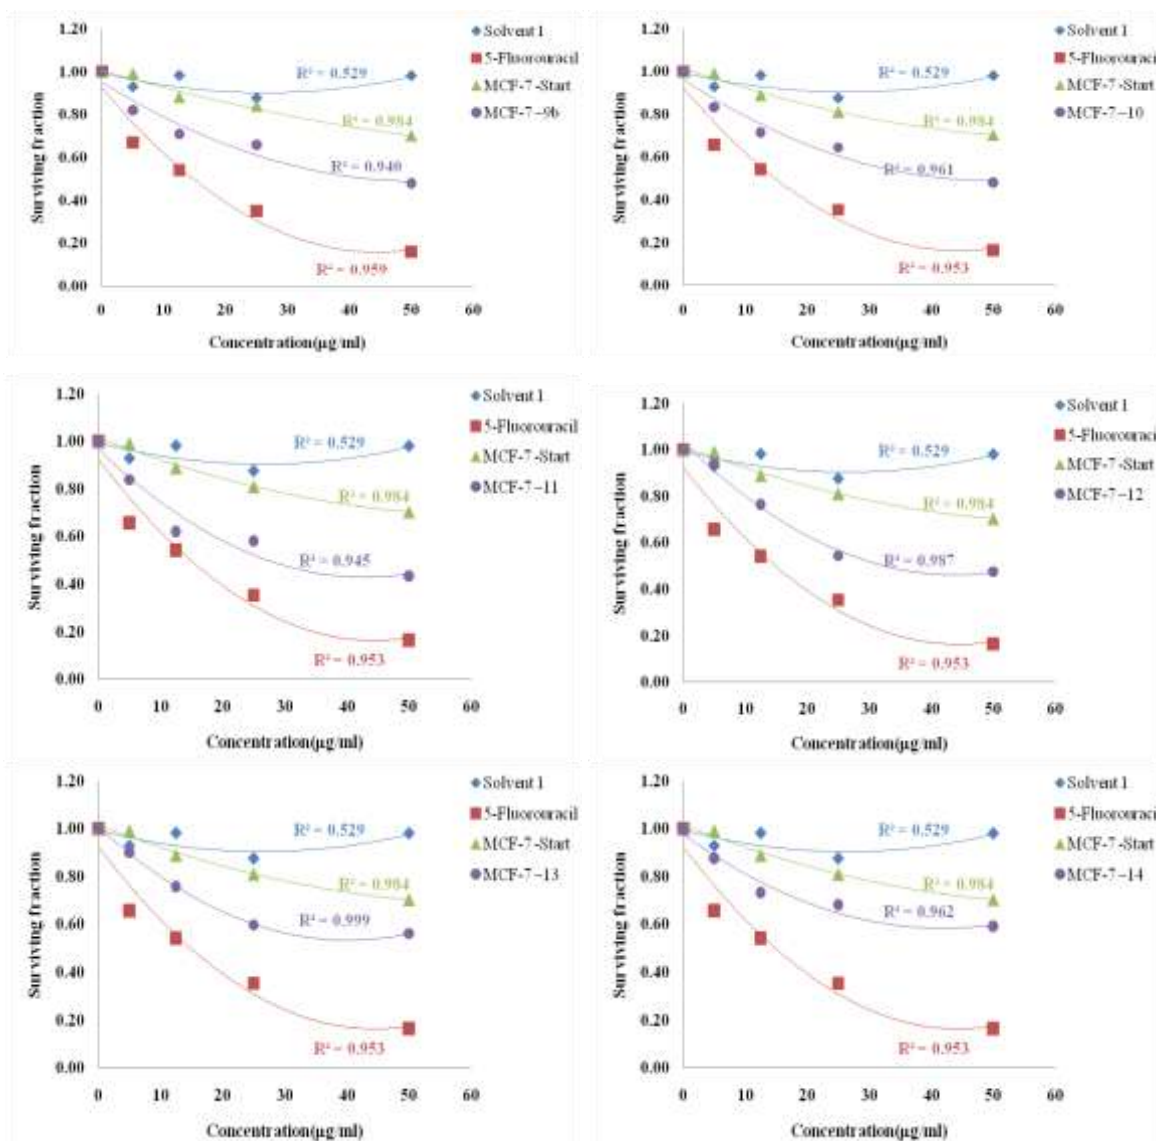 1.20
1.00
0.80
0.60
0.40
0.20
0.00
0 10 20 30 40 50 60
Surviving fraction
Concentration(µg/ml)
R² = 0.529
R² = 0.984
R² = 0.940
R² = 0.959
Solvent 1
5-Fluorouracil
MCF-7-Start
MCF-7-9b
1.20
1.00
0.80
0.60
0.40
0.20
0.00
0 10 20 30 40 50 60
Surviving fraction
Concentration(µg/ml)
R² = 0.529
R² = 0.984
R² = 0.961
R² = 0.953
Solvent 1
5-Fluorouraci
MCF-7-Start
MCF-7-10
1.20
1.00
0.80
0.60
0.40
0.20
0.00
0 10 20 30 40 50 60
Surviving fraction
Concentration(µg/ml)
R² = 0.529
R² = 0.984
R² = 0.945
R² = 0.953
Solvent 1
5-Fluorouracil
MCF-7-Start
MCF-7-11
1.20
1.00
0.80
0.60
0.40
0.20
0.00
0 10 20 30 40 50 60
Surviving fraction
Concentration(µg/ml)
R² = 0.529
R² = 0.984
R² = 0.987
R² = 0.953
Solvent 1
5-Fluorouraci
MCF-7-Start
MCF-7-12
1.20
1.00
0.80
0.60
0.40
0.20
0.00
0 10 20 30 40 50 60
Surviving fraction
Concentration(µg/ml)
R² = 0.529
R² = 0.984
R² = 0.999
R² = 0.953
Solvent 1
5-Fluorouracil
MCF-7-Start
MCF-7-13
1.20
1.00
0.80
0.60
0.40
0.20
0.00
0 10 20 30 40 50 60
Surviving fraction
Concentration(µg/ml)
R² = 0.529
R² = 0.984
R² = 0.962
R² = 0.953
Solvent 1
5-Fluorouraci
MCF-7-Start
MCF-7-14